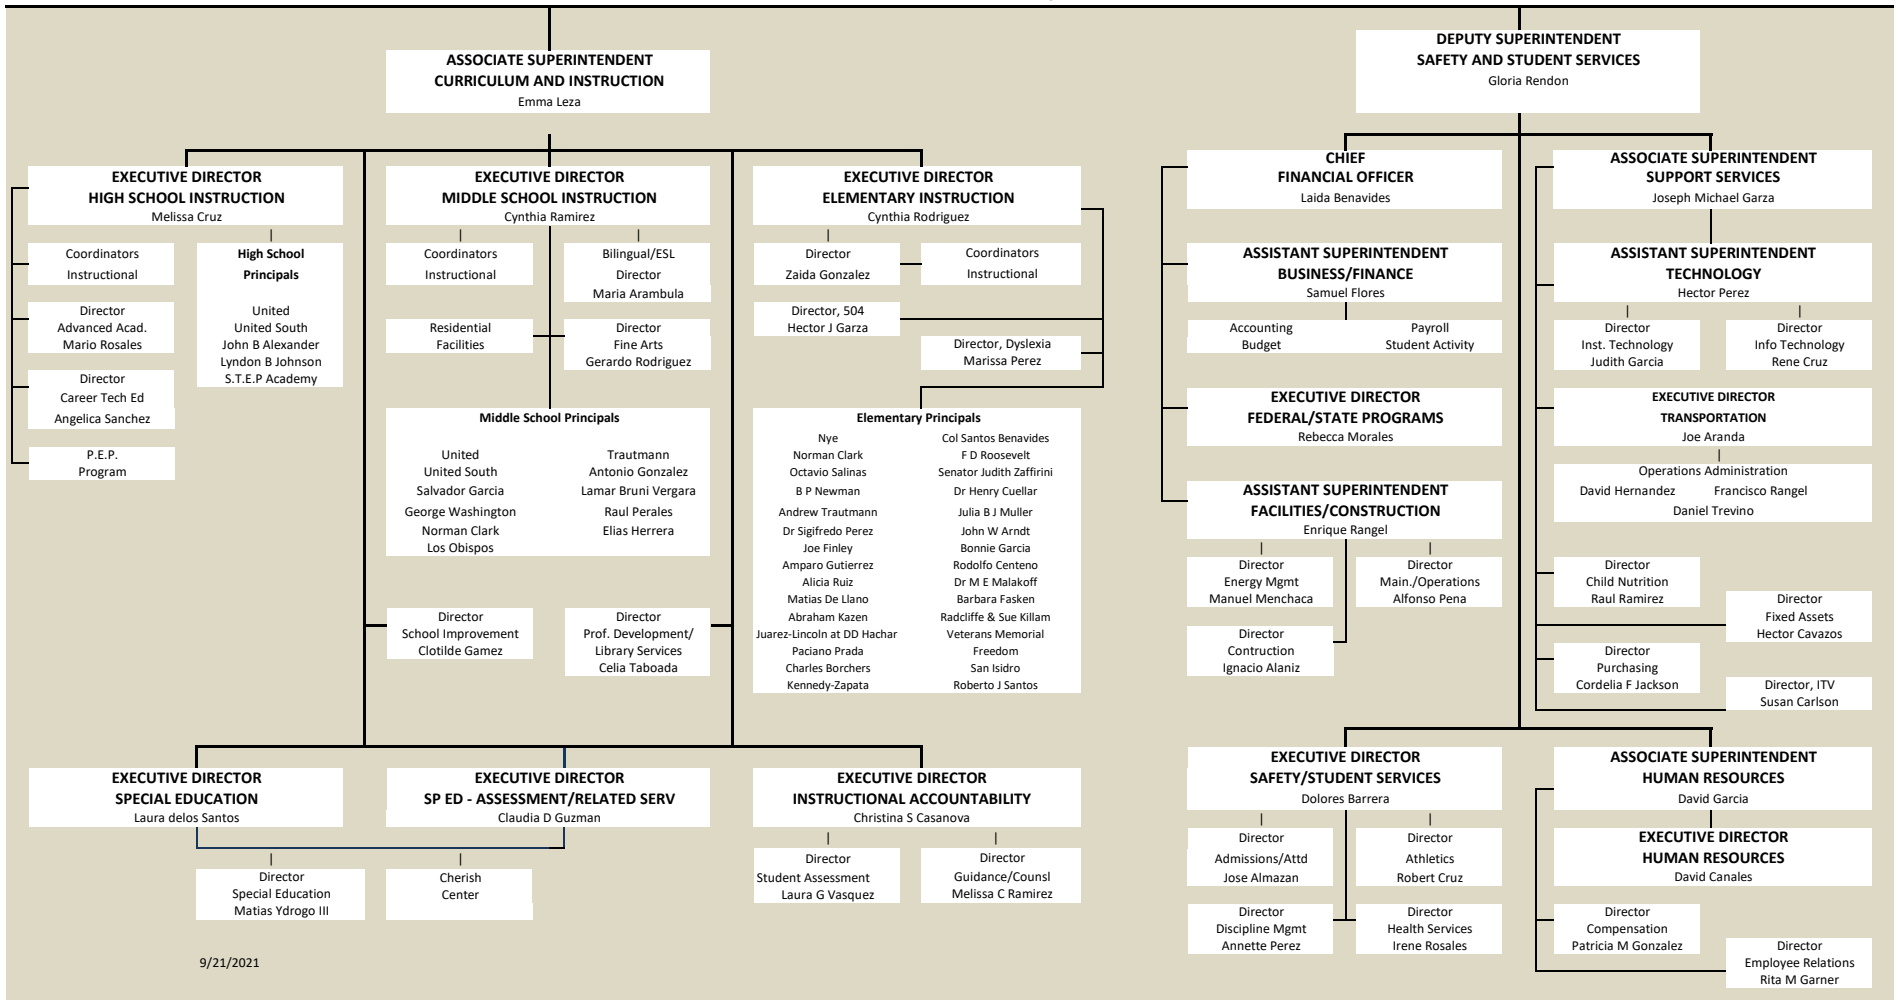 ASSOCIATE SUPERINTENDENT
CURRICULUM AND INSTRUCTION
Emma Leza
DEPUTY SUPERINTENDENT
SAFETY AND STUDENT SERVICES
Gloria Rendon
EXECUTIVE DIRECTOR
HIGH SCHOOL INSTRUCTION
Melissa Cruz
Coordinators
Instructional
Director
Advanced Acad.
Mario Rosales
Director
Career Tech Ed
Angelica Sanchez
P.E.P.
Program
High School
Principals
United
United South
John B Alexander
Lyndon B Johnson
S.T.E.P Academy
EXECUTIVE DIRECTOR
MIDDLE SCHOOL INSTRUCTION
Cynthia Ramirez
Coordinators
Instructional
Bilingual/ESL
Director
Maria Arambula
Residential
Facilities
Director
Fine Arts
Gerardo Rodriguez
Middle School Principals
United
United South
Salvador Garcia
George Washington
Norman Clark
Los Obispos
Trautmann
Antonio Gonzalez
Lamar Bruni Vergara
Raul Perales
Elias Herrera
Director
School Improvement
Clotilde Gamez
Director
Prof. Development/
Library Services
Celia Taboada
EXECUTIVE DIRECTOR
ELEMENTARY INSTRUCTION
Cynthia Rodriguez
Director
Zaida Gonzalez
Coordinators
Instructional
Director, 504
Hector J Garza
Director, Dyslexia
Marissa Perez
Elementary Principals
Nye
Norman Clark
Octavio Salinas
B P Newman
Andrew Trautmann
Dr Sigifredo Perez
Joe Finley
Amparo Gutierrez
Alicia Ruiz
Matias De Llano
Abraham Kazen
Juarez-Lincoln at DD Hachar
Paciano Prada
Charles Borchers
Kennedy-Zapata
Col Santos Benavides
F D Roosevelt
Senator Judith Zaffirini
Dr Henry Cuellar
Julia B J Muller
John W Arndt
Bonnie Garcia
Rodolfo Centeno
Dr M E Malakoff
Barbara Fasken
Radcliffe & Sue Killam
Veterans Memorial
Freedom
San Isidro
Roberto J Santos
EXECUTIVE DIRECTOR
SPECIAL EDUCATION
Laura delos Santos
EXECUTIVE DIRECTOR
SP ED - ASSESSMENT/RELATED SERV
Claudia D Guzman
Director
Special Education
Matias Ydrogo III
Cherish
Center
EXECUTIVE DIRECTOR
INSTRUCTIONAL ACCOUNTABILITY
Christina S Casanova
Director
Student Assessment
Laura G Vasquez
Director
Guidance/Counsl
Melissa C Ramirez
9/21/2021
CHIEF
FINANCIAL OFFICER
Laida Benavides
ASSISTANT SUPERINTENDENT
BUSINESS/FINANCE
Samuel Flores
Accounting
Budget
Payroll
Student Activity
EXECUTIVE DIRECTOR
FEDERAL/STATE PROGRAMS
Rebecca Morales
ASSISTANT SUPERINTENDENT
FACILITIES/CONSTRUCTION
Enrique Rangel
Director
Energy Mgmt
Manuel Menchaca
Director
Main./Operations
Alfonso Pena
Director
Contruction
Ignacio Alaniz
ASSOCIATE SUPERINTENDENT
SUPPORT SERVICES
Joseph Michael Garza
ASSISTANT SUPERINTENDENT
TECHNOLOGY
Hector Perez
Director
Inst. Technology
Judith Garcia
Director
Info Technology
Rene Cruz
EXECUTIVE DIRECTOR
TRANSPORTATION
Joe Aranda
Operations Administration
David Hernandez Francisco Rangel
Daniel Trevino
Director
Child Nutrition
Raul Ramirez
Director
Fixed Assets
Hector Cavazos
Director
Purchasing
Cordelia F Jackson
Director, ITV
Susan Carlson
EXECUTIVE DIRECTOR
SAFETY/STUDENT SERVICES
Dolores Barrera
Director
Admissions/Attd
Jose Almazan
Director
Athletics
Robert Cruz
Director
Discipline Mgmt
Annette Perez
Director
Health Services
Irene Rosales
ASSOCIATE SUPERINTENDENT
HUMAN RESOURCES
David Garcia
EXECUTIVE DIRECTOR
HUMAN RESOURCES
David Canales
Director
Compensation
Patricia M Gonzalez
Director
Employee Relations
Rita M Garner